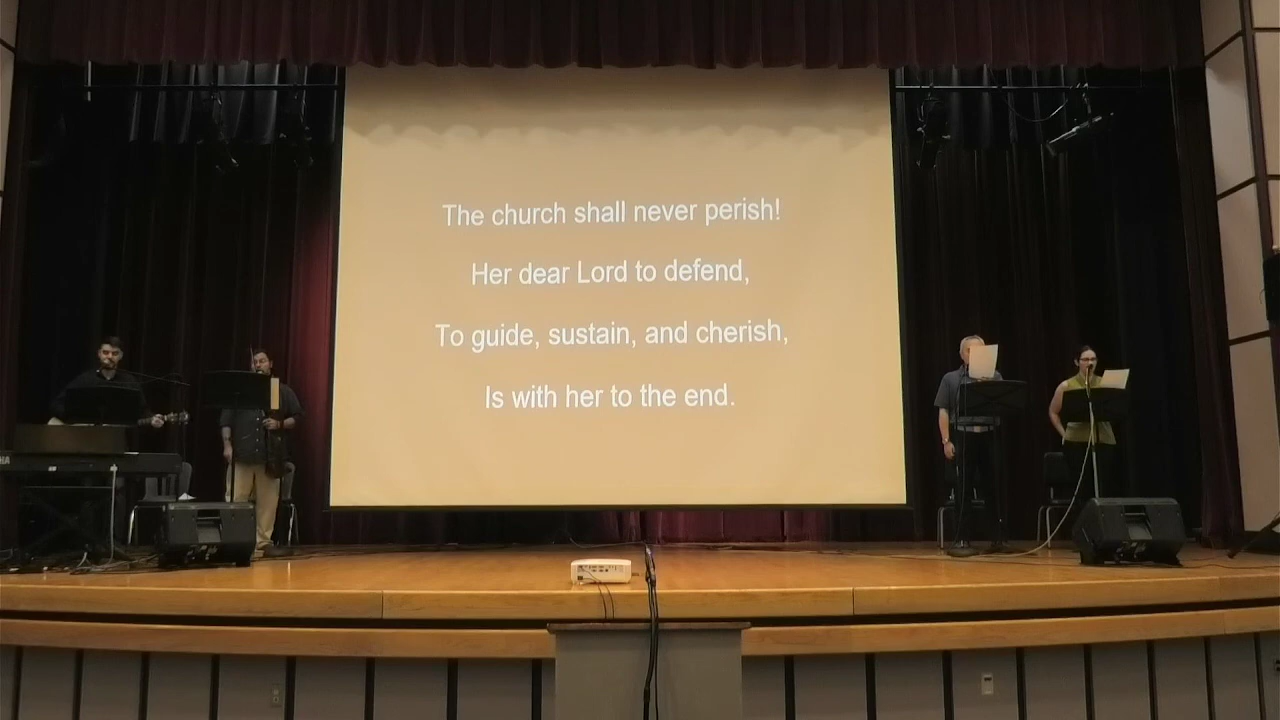 The church shall never perish!
Her dear Lord to defend,
To guide, sustain, and cherish,
Is with her to the end.